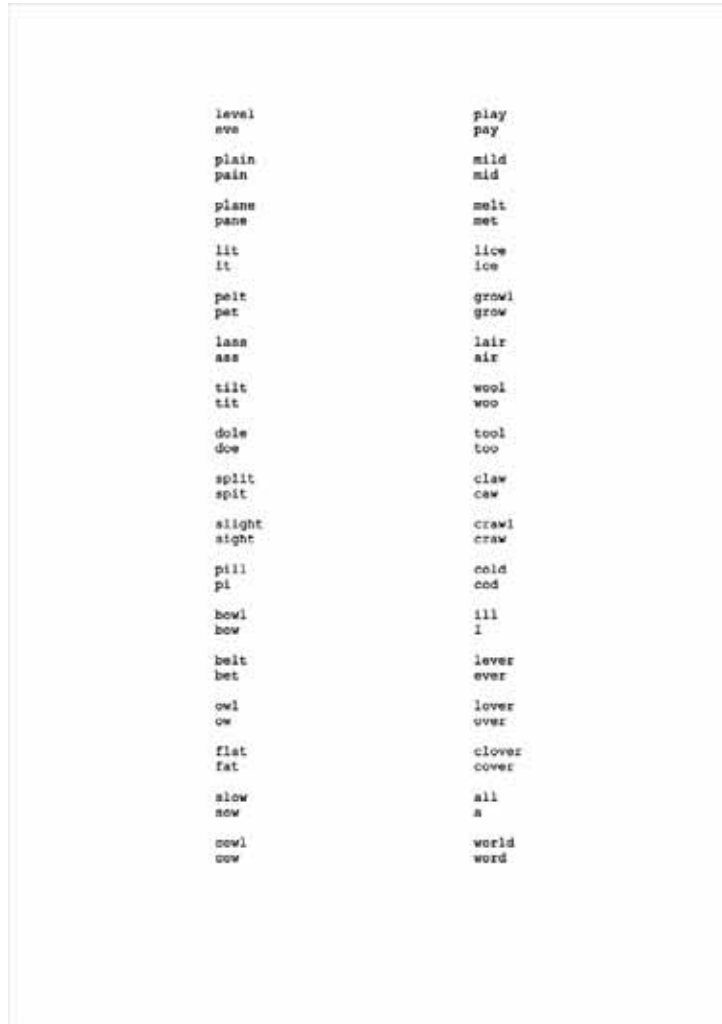 level
eve
plain
pain
plane
pane
lit
it
pelt
pet
lass
ass
tilt
tit
dole
doe
split
spit
slight
sight
pill
pi
bowl
bow
belt
bet
owl
ow
flat
fat
slow
sow
cowl
cow
play
pay
mild
mid
melt
met
lice
ice
growl
grow
lair
air
wool
woo
tool
too
claw
caw
crawl
craw
cold
cod
ill
I
lever
ever
lover
over
clover
cover
all
a
world
word